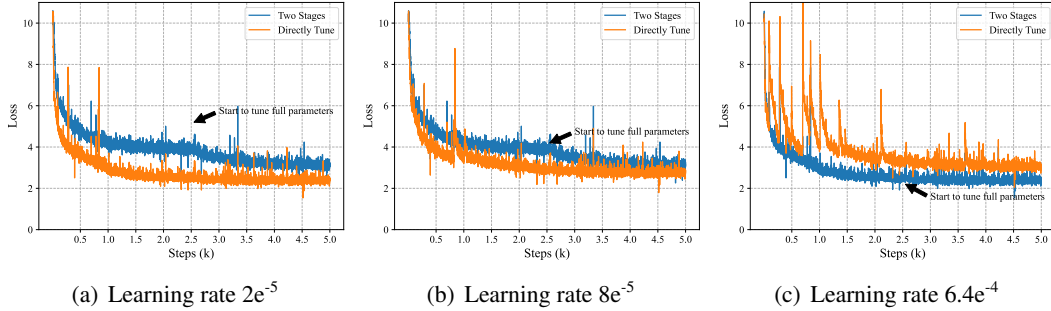 Two Stages
Directly Tune
Start to tune full parameters
Loss
10
8
6
4
2
0
0.5 1.0 1.5 2.0 2.5 3.0 3.5 4.0 4.5 5.0
Steps (k)
(a) Learning rate 2e⁻⁵
Two Stages
Directly Tune
Start to tune full parameters
Loss
10
8
6
4
2
0
0.5 1.0 1.5 2.0 2.5 3.0 3.5 4.0 4.5 5.0
Steps (k)
(b) Learning rate 8e⁻⁵
Two Stages
Directly Tune
Start to tune full parameters
Loss
10
8
6
4
2
0
0.5 1.0 1.5 2.0 2.5 3.0 3.5 4.0 4.5 5.0
Steps (k)
(c) Learning rate 6.4e⁻⁴